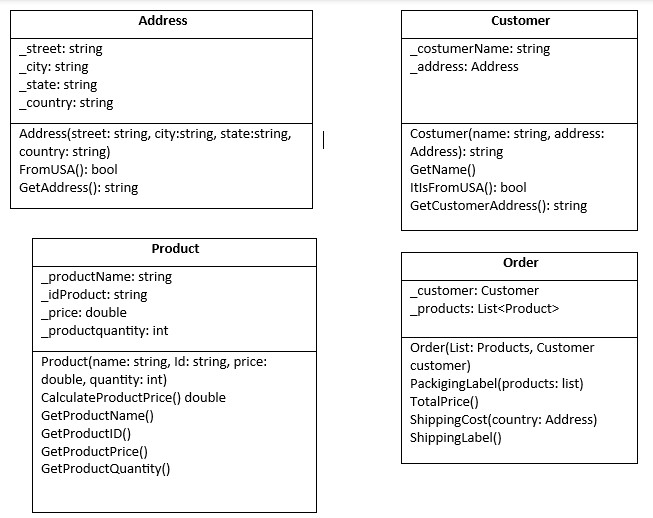 Address
_street: string
_city: string
_state: string
_country: string
Address(street: string, city:string, state:string,
country: string)
FromUSA(): bool
GetAddress(): string
Customer
_costumerName: string
_address: Address
Costumer(name: string, address:
Address): string
GetName()
ItIsFromUSA(): bool
GetCustomerAddress(): string
Product
_productName: string
_idProduct: string
_price: double
_productquantity: int
Product(name: string, Id: string, price:
double, quantity: int)
CalculateProductPrice() double
GetProductName()
GetProductID()
GetProductPrice()
GetProductQuantity()
Order
_customer: Customer
_products: List<Product>
Order(List: Products, Customer
customer)
PackigingLabel(products: list)
TotalPrice()
ShippingCost(country: Address)
ShippingLabel()